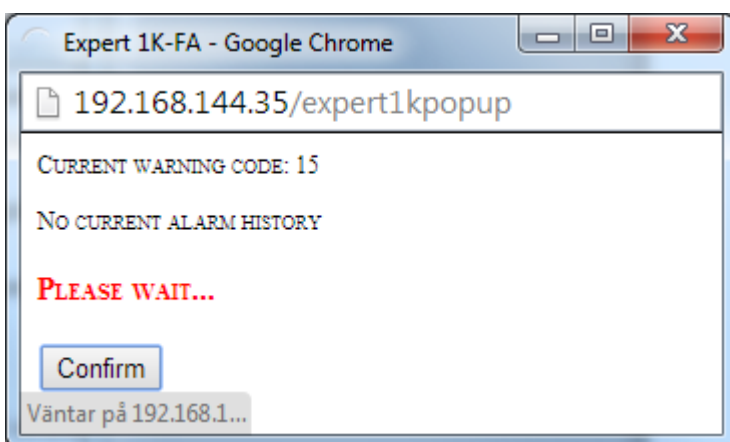 Expert 1K-FA - Google Chrome
192.168.144.35/expert1kpopup
Current warning code: 15
No current alarm history
Please wait...
Confirm
Väntar på 192.168.1...